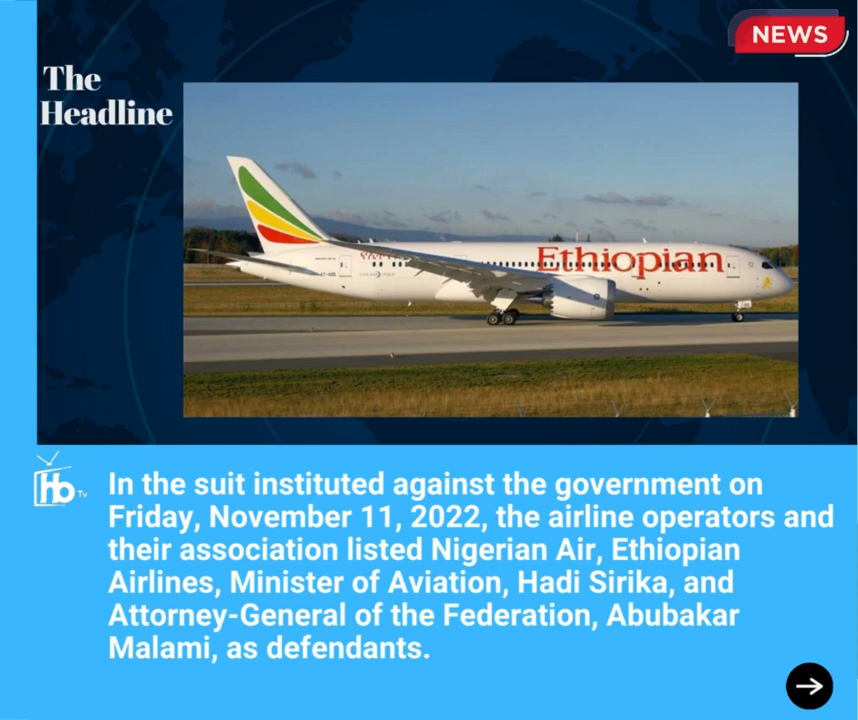 NEWS
The
Headline
Ethiopian
Hb Tv
In the suit instituted against the government on
Friday, November 11, 2022, the airline operators and
their association listed Nigerian Air, Ethiopian
Airlines, Minister of Aviation, Hadi Sirika, and
Attorney-General of the Federation, Abubakar
Malami, as defendants.